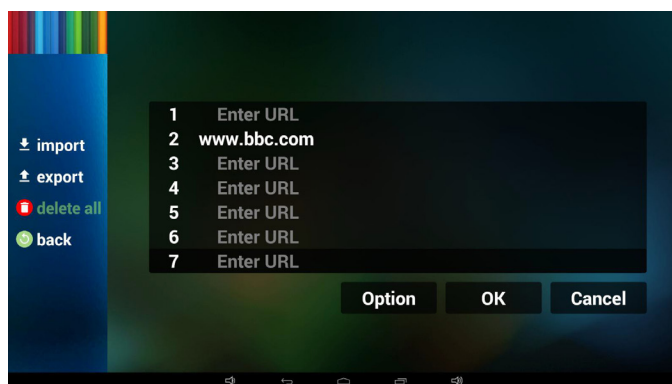 import
export
delete all
back
1 Enter URL
2 www.bbc.com
3 Enter URL
4 Enter URL
5 Enter URL
6 Enter URL
7 Enter URL
Option OK Cancel